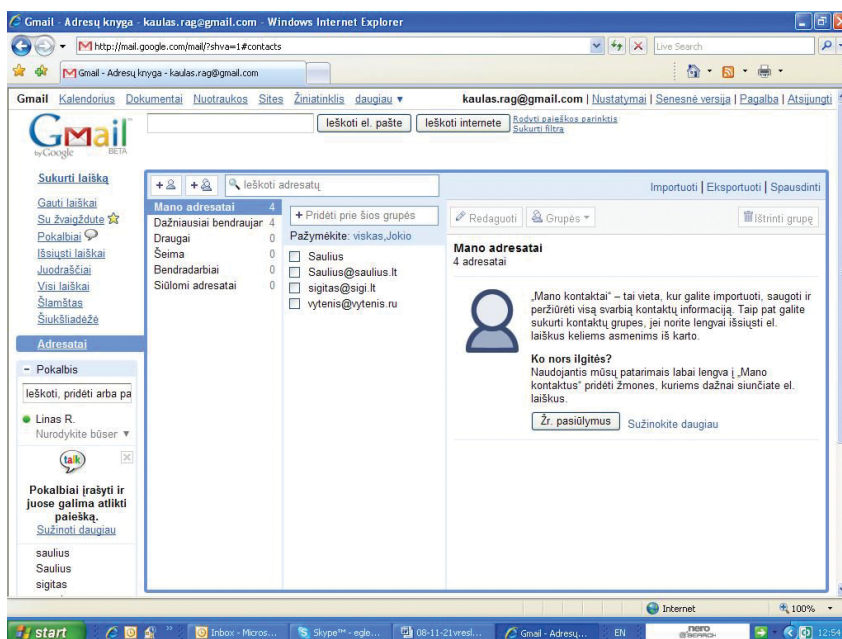 Gmail - Adresų knyga - kaulas.rag@gmail.com - Windows Internet Explorer
http://mail.google.com/mail/?shva=1#contacts
Live Search
Gmail - Adresų knyga - kaulas.rag@gmail.com
Gmail Kalendorius Dokumentai Nuotraukos Sites Žiniatinklis daugiau ▼ kaulas.rag@gmail.com | Nustatymai | Senesnė versija | Pagalba | Atsijungti
Gmail
by Google BETA
Ieškoti el. pašte Ieškoti internete
Rodyti paieškos parinktis
Sukurti filtrą
Sukurti laišką
Gauti laiškai
Su žvaigždute
Pokalbiai
Išsiųsti laiškai
Juodraščiai
Visi laiškai
Šlamštas
Šiukšliadėžė
Adresatai
– Pokalbis
Ieškoti, pridėti arba pa
Linas R.
Nurodykite būser ▼
talk
Pokalbiai įrašyti ir
juose galima atlikti
paiešką.
Sužinoti daugiau
saulius
Saulius
sigitas
ieškoti adresatų
Importuoti | Eksportuoti | Spausdinti
Mano adresatai 4
Dažniausiai bendraujar 4
Draugai 0
Šeima 0
Bendradarbiai 0
Siūlomi adresatai 0
+ Pridėti prie šios grupės
Pažymėkite: viskas,Jokio
Saulius
Saulius@saulius.lt
sigitas@sigi.lt
vytenis@vytenis.ru
Redaguoti Grupės ▼ Ištrinti grupę
Mano adresatai
4 adresatai
„Mano kontaktai“ – tai vieta, kur galite importuoti, saugoti ir
peržiūrėti visą svarbią kontaktų informaciją. Taip pat galite
sukurti kontaktų grupes, jei norite lengvai išsiųsti el.
laiškus keliems asmenims iš karto.
Ko nors ilgitės?
Naudojantis mūsų patarimais labai lengva į „Mano
kontaktus“ pridėti žmones, kuriems dažnai siunčiate el.
laiškus.
Žr. pasiūlymus Sužinokite daugiau
Internet 100%
start Inbox - Micros... Skype™ - egle... 08-11-21vresl... Gmail - Adresų... EN nero SEARCH 12:54